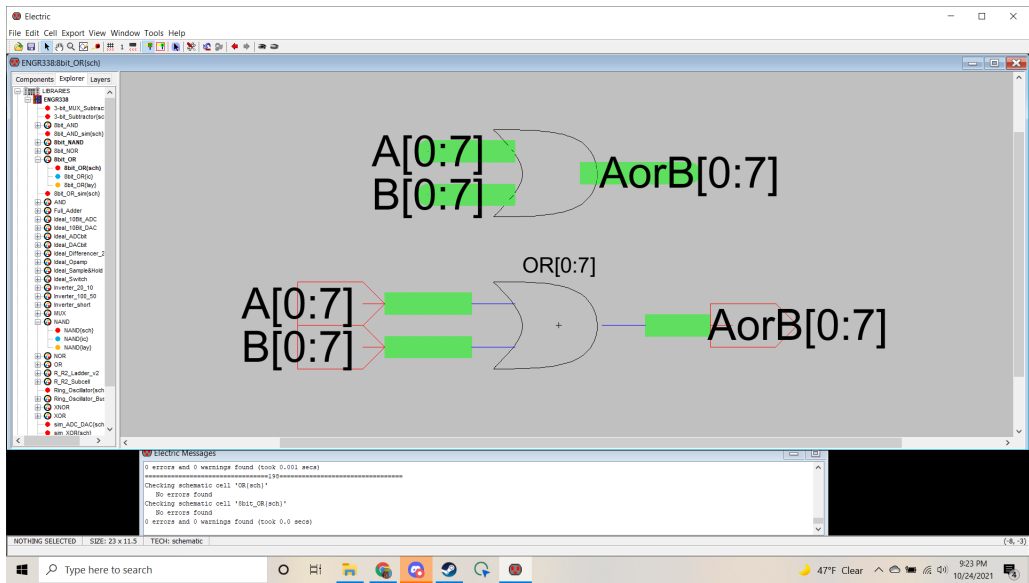 Electric
File Edit Cell Export View Window Tools Help
1
ENGR338:8bit_OR{sch}
Components Explorer Layers
LIBRARIES
ENGR338
3-bit_MUX_Subtrac
3-bit_Subtractor{sc
8bit_AND
8bit_AND_sim{sch}
8bit_NAND
8bit_NOR
8bit_OR
8bit_OR{sch}
8bit_OR{ic}
8bit_OR{lay}
8bit_OR_sim{sch}
AND
Full_Adder
Ideal_10Bit_ADC
Ideal_10Bit_DAC
Ideal_ADCbit
Ideal_DACbit
Ideal_Differencer_2
Ideal_Opamp
Ideal_Sample&Hold
Ideal_Switch
Inverter_20_10
Inverter_100_50
Inverter_short
MUX
NAND
NAND{sch}
NAND{ic}
NAND{lay}
NOR
OR
R_R2_Ladder_v2
R_R2_Subcell
Ring_Oscillator{sch
Ring_Oscillator_Bus
XNOR
XOR
sim_ADC_DAC{sch
sim_XOR{sch}
A[0:7]
B[0:7]
AorB[0:7]
OR[0:7]
A[0:7]
B[0:7]
AorB[0:7]
Electric Messages
0 errors and 0 warnings found (took 0.001 secs)
=================================198=================================
Checking schematic cell 'OR{sch}'
No errors found
Checking schematic cell '8bit_OR{sch}'
No errors found
0 errors and 0 warnings found (took 0.0 secs)
NOTHING SELECTED SIZE: 23 x 11.5 TECH: schematic (-8, -3)
Type here to search
47°F Clear
9:23 PM
10/24/2021
4